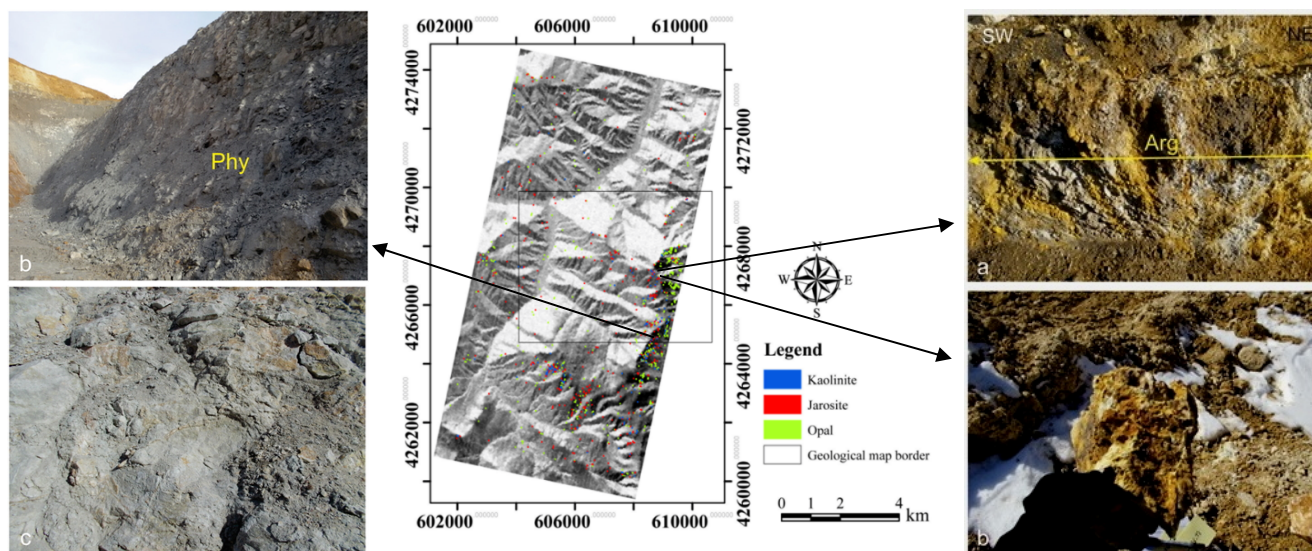 Phy
b
c
602000
606000
610000
4274000
4270000
4266000
4262000
4272000
4268000
4264000
4260000
602000
606000
610000
N
W
E
S
Legend
Kaolinite
Jarosite
Opal
Geological map border
0 1 2 4
km
SW
NE
Arg
a
b